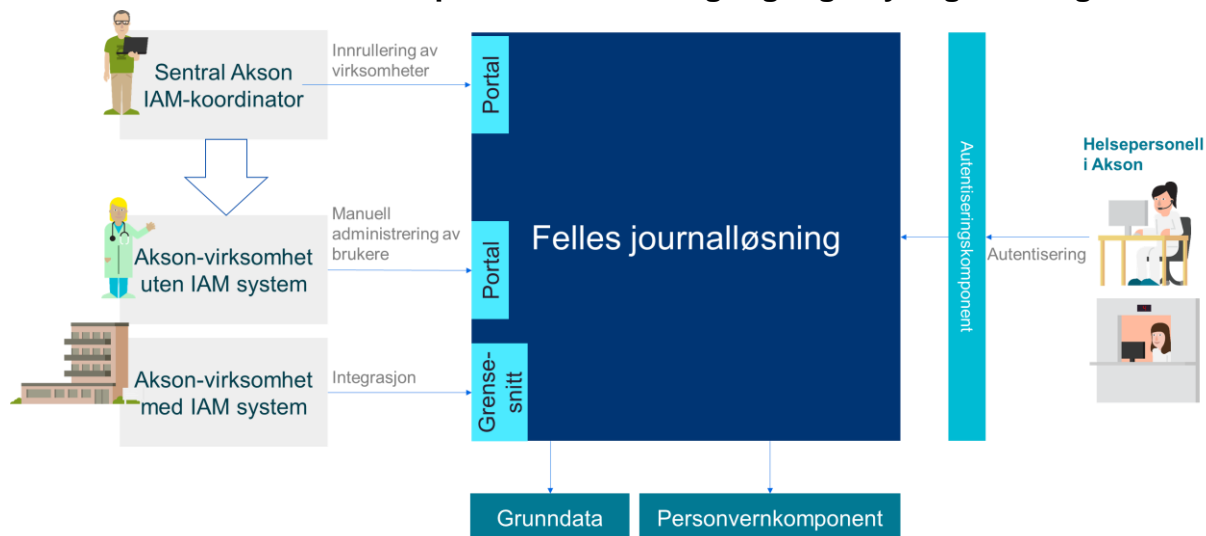 Sentral Akson
IAM-koordinator
Innrullering av
virksomheter
Portal
Akson-virksomhet
uten IAM system
Manuell
administrering av
brukere
Portal
Akson-virksomhet
med IAM system
Integrasjon
Grense-
snitt
Felles journalløsning
Autentiseringskomponent
Autentisering
Helsepersonell
i Akson
Grunndata
Personvernkomponent